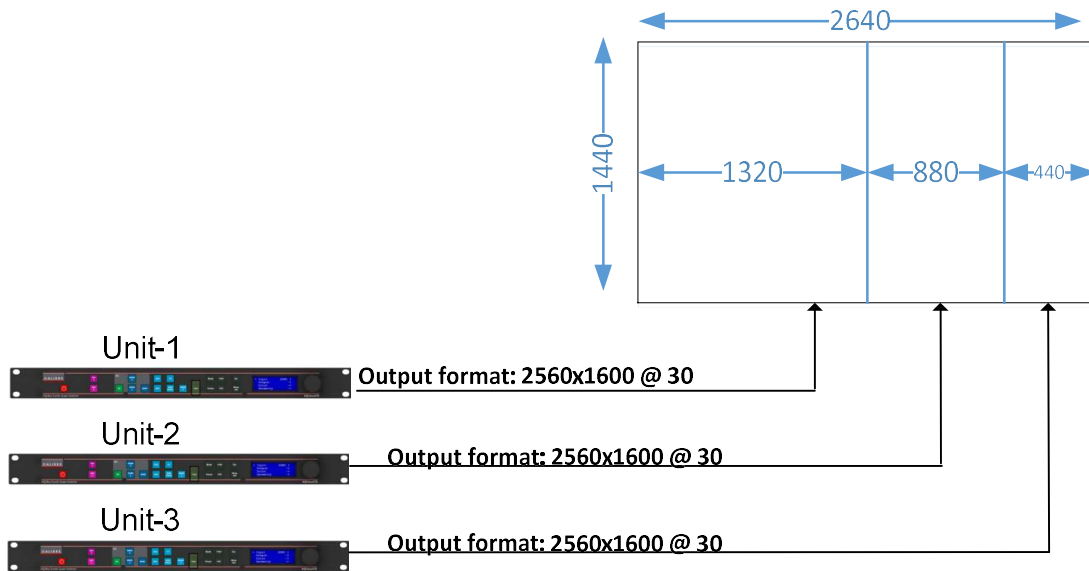 2640
1440
1320
880
440
Unit-1
Output format: 2560x1600 @ 30
Unit-2
Output format: 2560x1600 @ 30
Unit-3
Output format: 2560x1600 @ 30